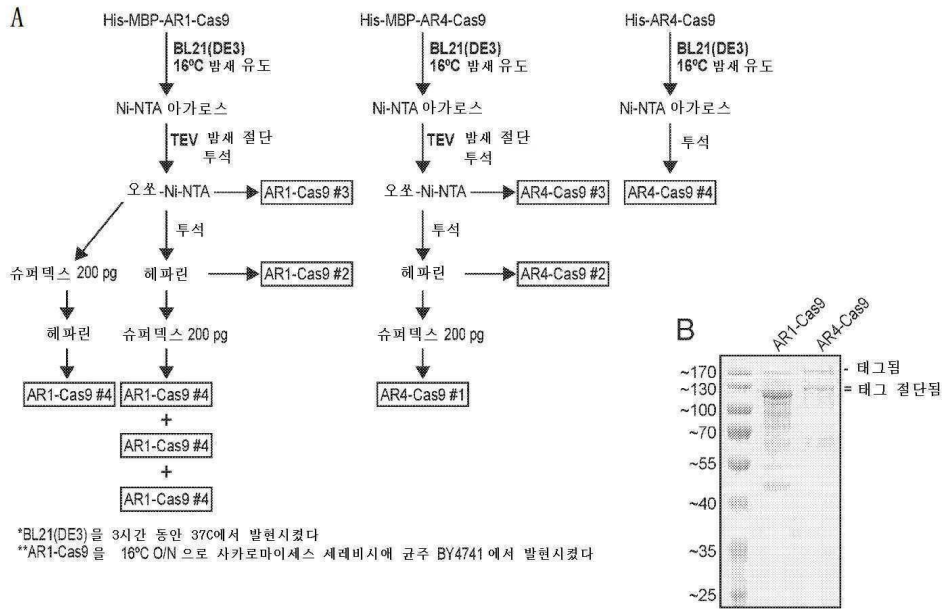 A
His-MBP-AR1-Cas9
BL21(DE3)
16ºC 밤새 유도
Ni-NTA 아가로스
TEV 밤새 절단
투석
오쏘-Ni-NTA
AR1-Cas9 #3
투석
슈퍼덱스 200 pg
헤파린
AR1-Cas9 #2
헤파린
슈퍼덱스 200 pg
AR1-Cas9 #4
AR1-Cas9 #4
+
AR1-Cas9 #4
+
AR1-Cas9 #4
His-MBP-AR4-Cas9
BL21(DE3)
16ºC 밤새 유도
Ni-NTA 아가로스
TEV 밤새 절단
투석
오쏘-Ni-NTA
AR4-Cas9 #3
투석
헤파린
AR4-Cas9 #2
슈퍼덱스 200 pg
AR4-Cas9 #1
His-AR4-Cas9
BL21(DE3)
16ºC 밤새 유도
Ni-NTA 아가로스
투석
AR4-Cas9 #4
*BL21(DE3)을 3시간 동안 37C에서 발현시켰다
**AR1-Cas9을 16ºC O/N 으로 사카로마이세스 세레비시애 균주 BY4741 에서 발현시켰다
B
AR1-Cas9
AR4-Cas9
~170
~130
~100
~70
~55
~40
~35
~25
- 태그됨
= 태그 절단됨